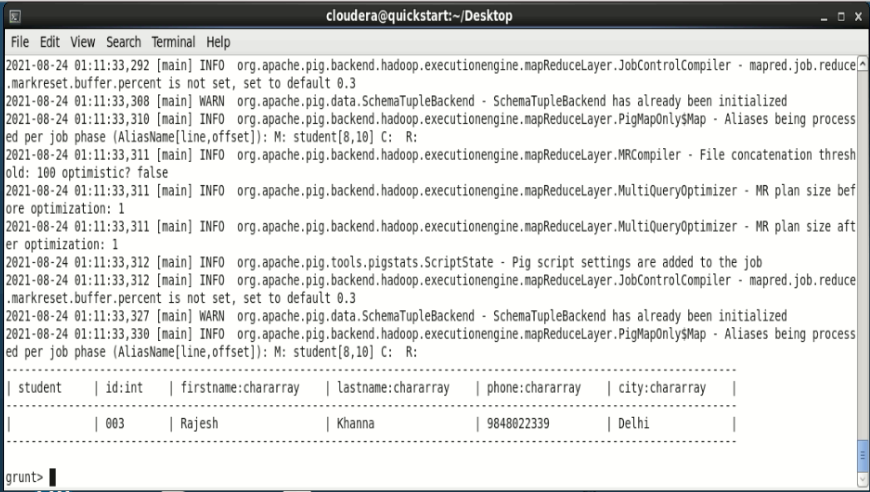 cloudera@quickstart:~/Desktop
File Edit View Search Terminal Help
2021-08-24 01:11:33,292 [main] INFO  org.apache.pig.backend.hadoop.executionengine.mapReduceLayer.JobControlCompiler - mapred.job.reduce
.markreset.buffer.percent is not set, set to default 0.3
2021-08-24 01:11:33,308 [main] WARN  org.apache.pig.data.SchemaTupleBackend - SchemaTupleBackend has already been initialized
2021-08-24 01:11:33,310 [main] INFO  org.apache.pig.backend.hadoop.executionengine.mapReduceLayer.PigMapOnly$Map - Aliases being process
ed per job phase (AliasName[line,offset]): M: student[8,10] C:  R:
2021-08-24 01:11:33,311 [main] INFO  org.apache.pig.backend.hadoop.executionengine.mapReduceLayer.MRCompiler - File concatenation thresh
old: 100 optimistic? false
2021-08-24 01:11:33,311 [main] INFO  org.apache.pig.backend.hadoop.executionengine.mapReduceLayer.MultiQueryOptimizer - MR plan size bef
ore optimization: 1
2021-08-24 01:11:33,311 [main] INFO  org.apache.pig.backend.hadoop.executionengine.mapReduceLayer.MultiQueryOptimizer - MR plan size aft
er optimization: 1
2021-08-24 01:11:33,312 [main] INFO  org.apache.pig.tools.pigstats.ScriptState - Pig script settings are added to the job
2021-08-24 01:11:33,312 [main] INFO  org.apache.pig.backend.hadoop.executionengine.mapReduceLayer.JobControlCompiler - mapred.job.reduce
.markreset.buffer.percent is not set, set to default 0.3
2021-08-24 01:11:33,327 [main] WARN  org.apache.pig.data.SchemaTupleBackend - SchemaTupleBackend has already been initialized
2021-08-24 01:11:33,330 [main] INFO  org.apache.pig.backend.hadoop.executionengine.mapReduceLayer.PigMapOnly$Map - Aliases being process
ed per job phase (AliasName[line,offset]): M: student[8,10] C:  R:
| student | id:int | firstname:chararray | lastname:chararray | phone:chararray | city:chararray |
| | 003 | Rajesh | Khanna | 9848022339 | Delhi |
grunt>